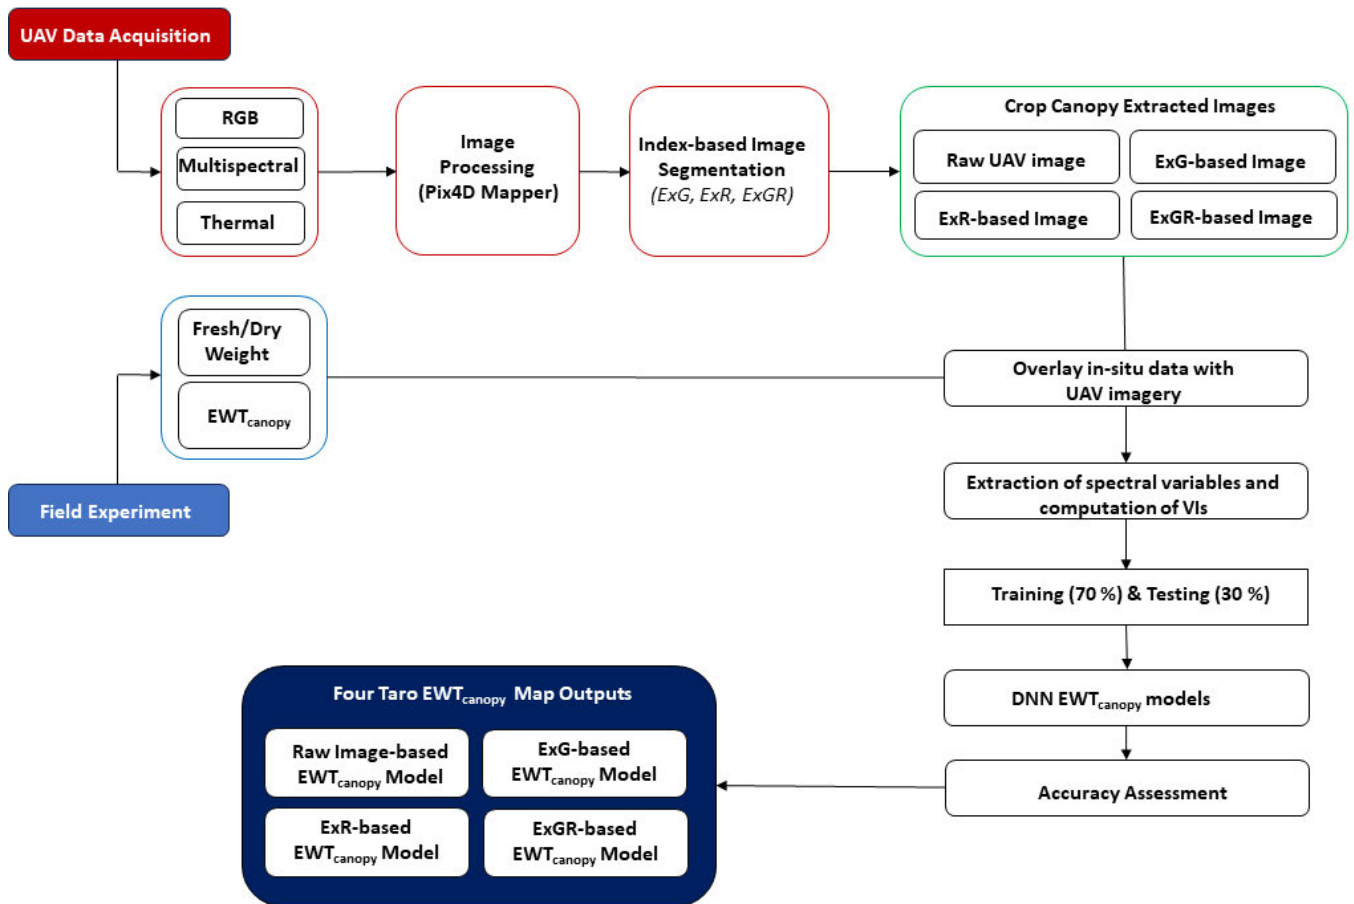 UAV Data Acquisition
RGB
Multispectral
Thermal
Image
Processing
(Pix4D Mapper)
Index-based Image
Segmentation
(ExG, ExR, ExGR)
Crop Canopy Extracted Images
Raw UAV image
ExG-based Image
ExR-based Image
ExGR-based Image
Fresh/Dry
Weight
EWTcanopy
Field Experiment
Overlay in-situ data with
UAV imagery
Extraction of spectral variables and
computation of VIs
Training (70 %) & Testing (30 %)
DNN EWTcanopy models
Accuracy Assessment
Four Taro EWTcanopy Map Outputs
Raw Image-based
EWTcanopy Model
ExG-based
EWTcanopy Model
ExR-based
EWTcanopy Model
ExGR-based
EWTcanopy Model